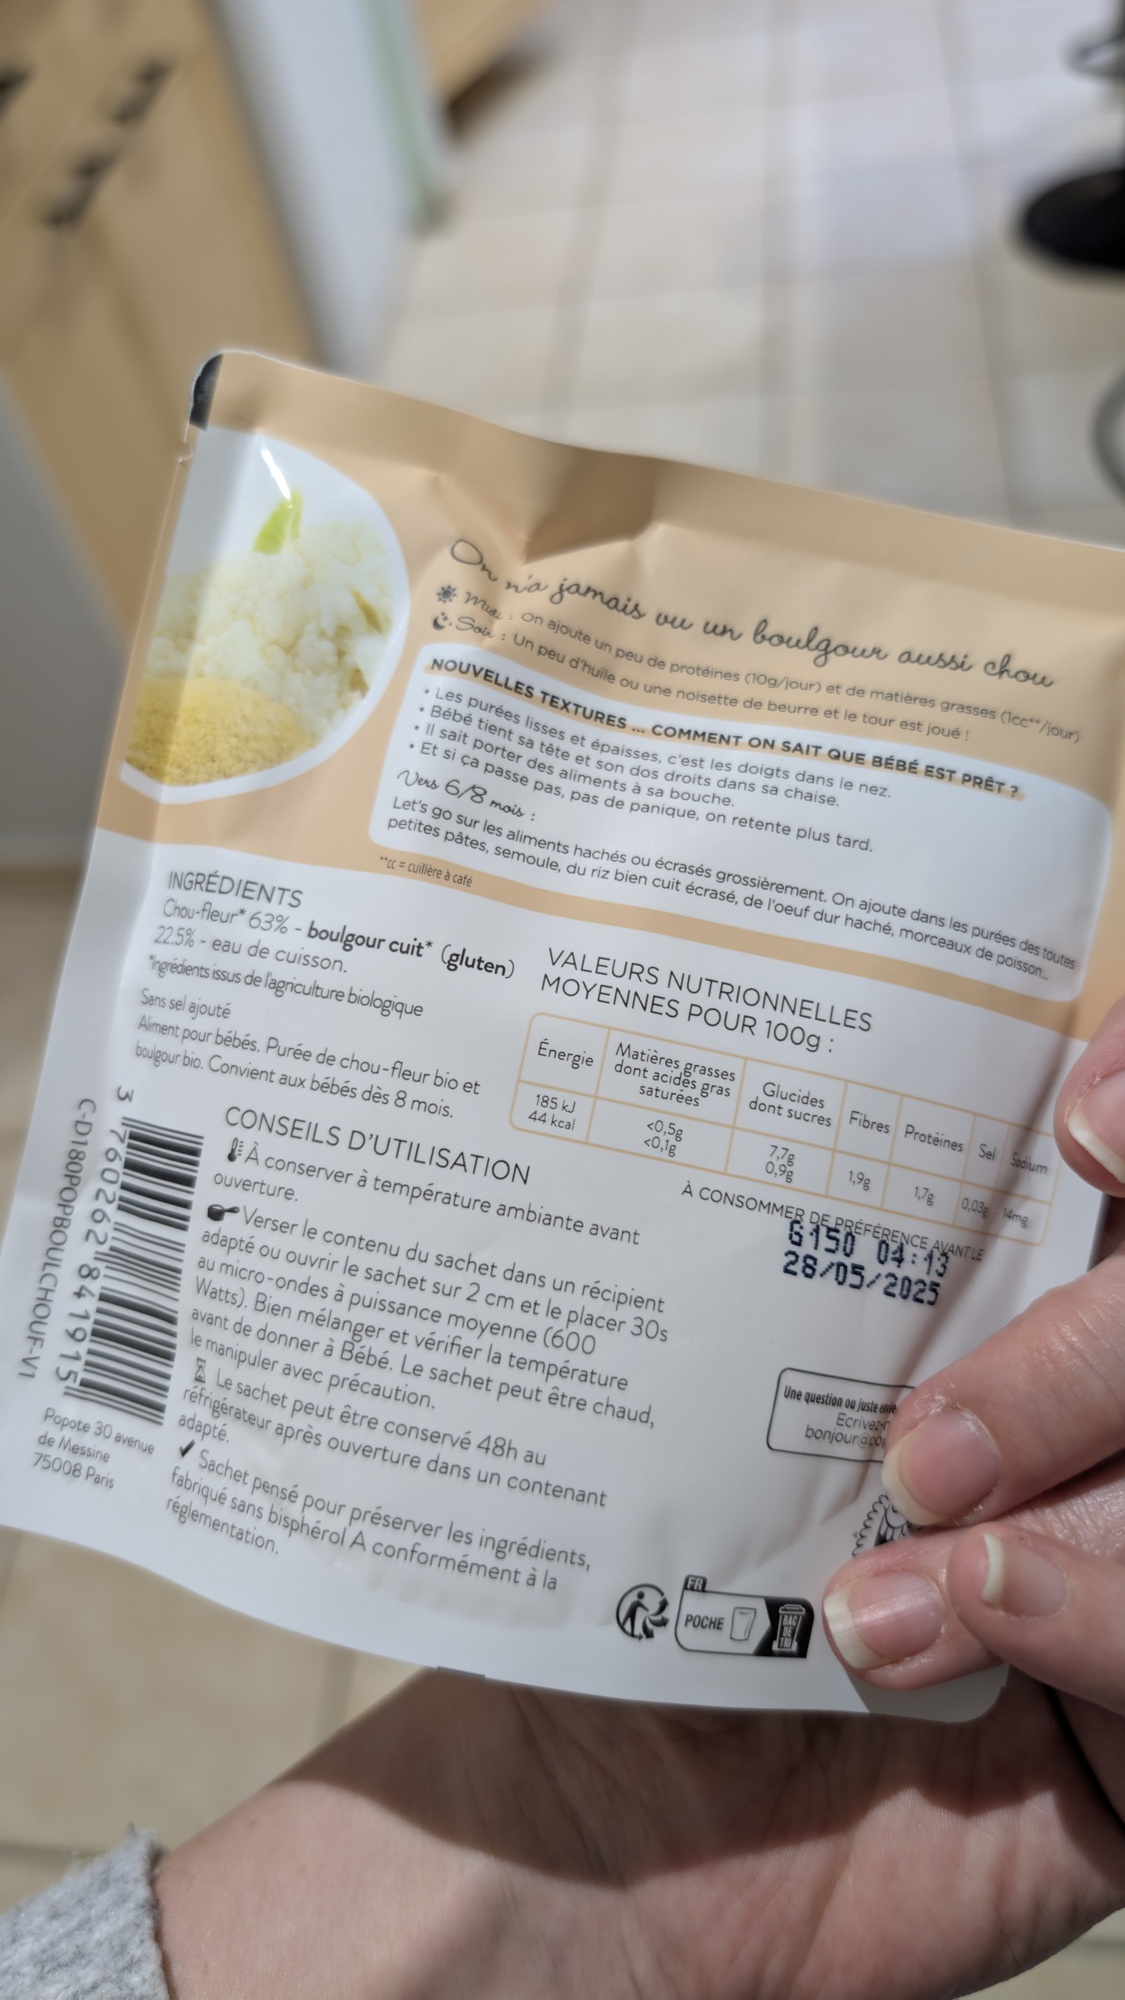 On n'a jamais vu un boulgour aussi chou
Midi : On ajoute un peu de protéines (10g/jour) et de matières grasses (1cc**/jour)
Soir : Un peu d'huile ou une noisette de beurre et le tour est joué !
NOUVELLES TEXTURES ... COMMENT ON SAIT QUE BÉBÉ EST PRÊT ?
• Les purées lisses et épaisses, c'est les doigts dans le nez.
• Bébé tient sa tête et son dos droits dans sa chaise.
• Il sait porter des aliments à sa bouche.
• Et si ça passe pas, pas de panique, on retente plus tard.
Vers 6/8 mois :
Let's go sur les aliments hachés ou écrasés grossièrement. On ajoute dans les purées des toutes
petites pâtes, semoule, du riz bien cuit écrasé, de l'oeuf dur haché, morceaux de poisson...
**cc = cuillère à café
INGRÉDIENTS
Chou-fleur* 63% - boulgour cuit* (gluten)
22.5% - eau de cuisson.
*Ingrédients issus de l'agriculture biologique
Sans sel ajouté
Aliment pour bébés. Purée de chou-fleur bio et
boulgour bio. Convient aux bébés dès 8 mois.
VALEURS NUTRIONNELLES
MOYENNES POUR 100g :
Énergie
Matières grasses
dont acides gras
saturées
Glucides
dont sucres
Fibres
Protéines
Sel
Sodium
185 kJ
44 kcal
<0,5g
<0,1g
7,7g
0,9g
1,9g
1,7g
0,03g
14mg
À CONSOMMER DE PRÉFÉRENCE AVANT LE
G150 04:13
28/05/2025
CONSEILS D'UTILISATION
À conserver à température ambiante avant
ouverture.
Verser le contenu du sachet dans un récipient
adapté ou ouvrir le sachet sur 2 cm et le placer 30s
au micro-ondes à puissance moyenne (600
Watts). Bien mélanger et vérifier la température
avant de donner à Bébé. Le sachet peut être chaud,
le manipuler avec précaution.
Le sachet peut être conservé 48h au
réfrigérateur après ouverture dans un contenant
adapté.
Sachet pensé pour préserver les ingrédients,
fabriqué sans bisphérol A conformément à la
réglementation.
Une question ou juste
Ecrivez-
bonjour@
3 760262 841915
C-D180POPBOULCHOUF-V1
Popote 30 avenue
de Messine
75008 Paris
FR
POCHE
BAC
DE
TRI